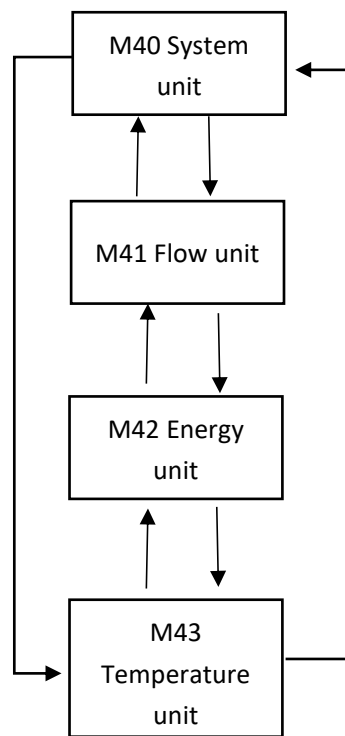 M40 System
unit
M41 Flow unit
M42 Energy
unit
M43
Temperature
unit